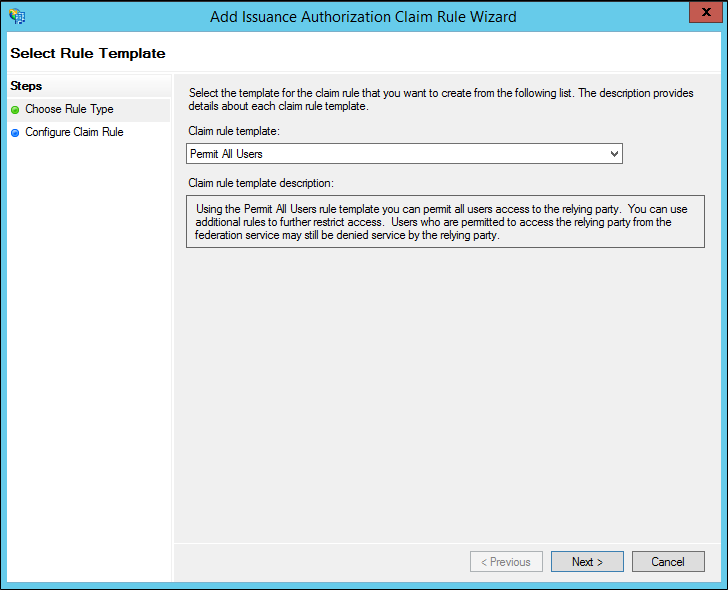 Add Issuance Authorization Claim Rule Wizard
X
Select Rule Template
Steps
Choose Rule Type
Configure Claim Rule
Select the template for the claim rule that you want to create from the following list. The description provides
details about each claim rule template.
Claim rule template:
Permit All Users
Claim rule template description:
Using the Permit All Users rule template you can permit all users access to the relying party. You can use
additional rules to further restrict access. Users who are permitted to access the relying party from the
federation service may still be denied service by the relying party.
< Previous
Next >
Cancel